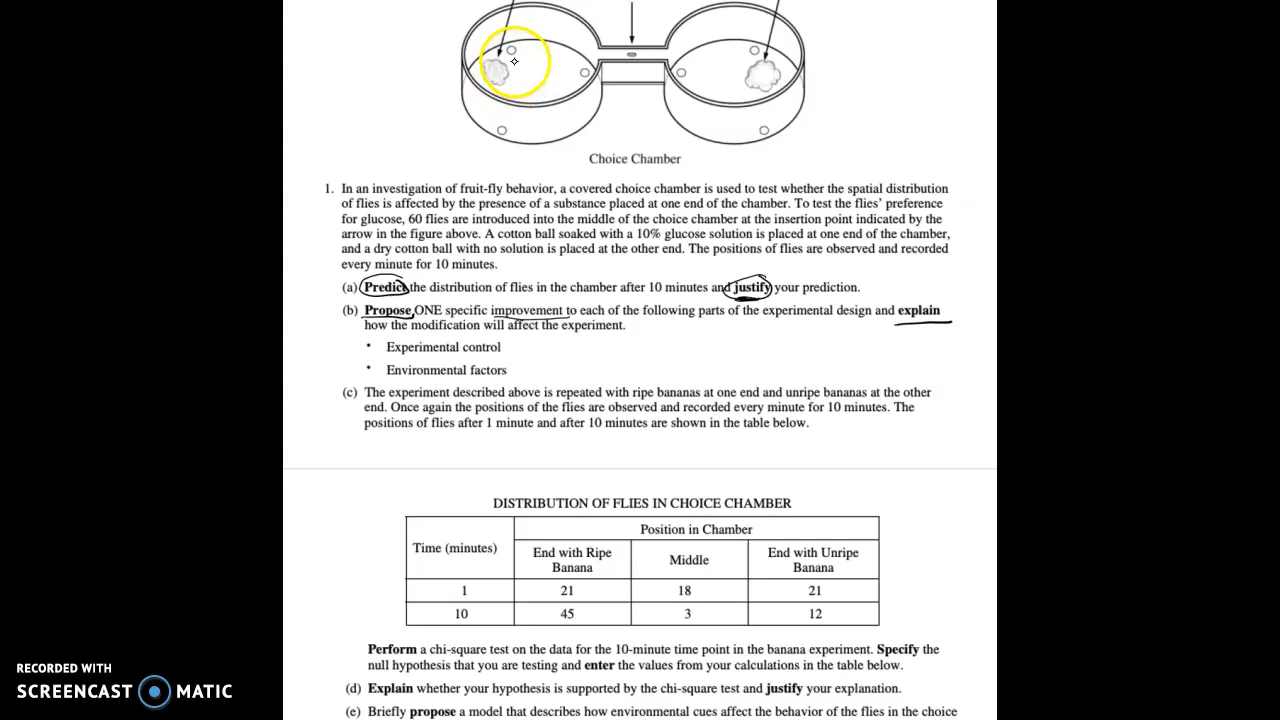 Choice Chamber
1. In an investigation of fruit-fly behavior, a covered choice chamber is used to test whether the spatial distribution
of flies is affected by the presence of a substance placed at one end of the chamber. To test the flies' preference
for glucose, 60 flies are introduced into the middle of the choice chamber at the insertion point indicated by the
arrow in the figure above. A cotton ball soaked with a 10% glucose solution is placed at one end of the chamber,
and a dry cotton ball with no solution is placed at the other end. The positions of flies are observed and recorded
every minute for 10 minutes.
(a) Predict the distribution of flies in the chamber after 10 minutes and justify your prediction.
(b) Propose ONE specific improvement to each of the following parts of the experimental design and explain
how the modification will affect the experiment.
• Experimental control
• Environmental factors
(c) The experiment described above is repeated with ripe bananas at one end and unripe bananas at the other
end. Once again the positions of the flies are observed and recorded every minute for 10 minutes. The
positions of flies after 1 minute and after 10 minutes are shown in the table below.
DISTRIBUTION OF FLIES IN CHOICE CHAMBER
Time (minutes)
Position in Chamber
End with Ripe
Banana
Middle
End with Unripe
Banana
1 21 18 21
10 45 3 12
Perform a chi-square test on the data for the 10-minute time point in the banana experiment. Specify the
null hypothesis that you are testing and enter the values from your calculations in the table below.
(d) Explain whether your hypothesis is supported by the chi-square test and justify your explanation.
(e) Briefly propose a model that describes how environmental cues affect the behavior of the flies in the choice
RECORDED WITH
SCREENCAST MATIC